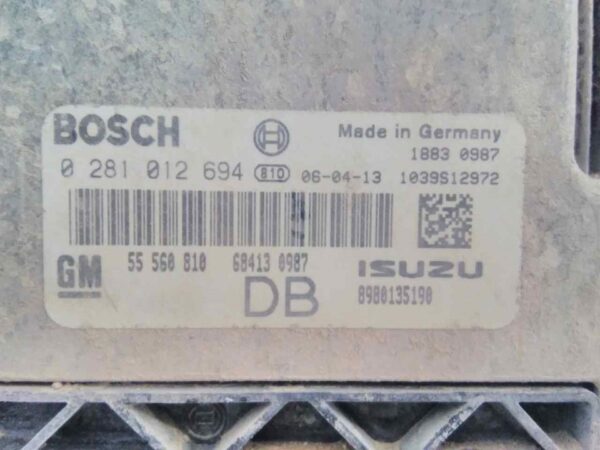 BOSCH
Made in Germany
1883 0987
0 281 012 694 810 06-04-13 1039S12972
GM 55 560 810 68413 0987 ISUZU
DB 8980135190